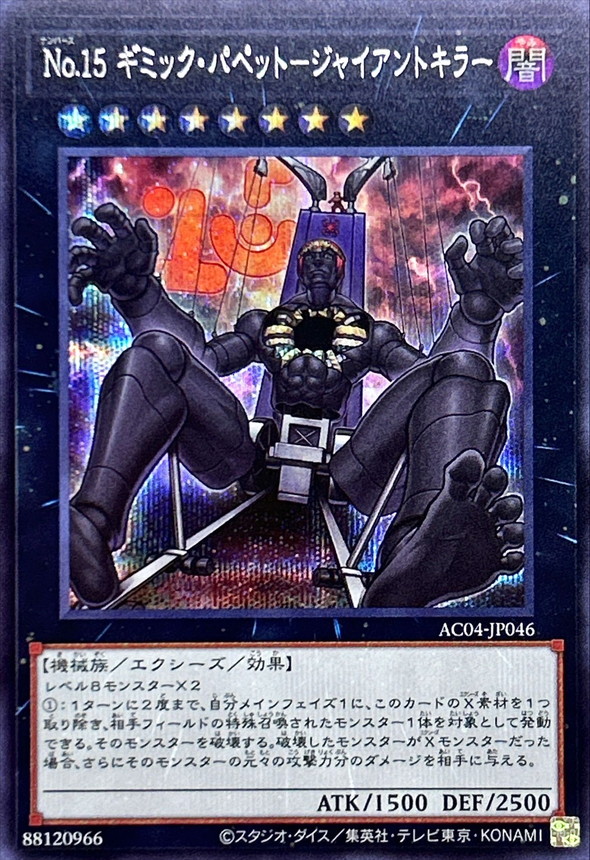 No.15 ギミック・パペットージャイアントキラー 闇
AC04-JP046
【機械族／エクシーズ／効果】
レベル8モンスター×2
①：1ターンに2度まで、自分メインフェイズ1に、このカードのX素材を1つ
取り除き、相手フィールドの特殊召喚されたモンスター1体を対象として発動
できる。そのモンスターを破壊する。破壊したモンスターがXモンスターだった
場合、さらにそのモンスターの元々の攻撃力分のダメージを相手に与える。
ATK/1500 DEF/2500
88120966 ©スタジオ・ダイス／集英社・テレビ東京・KONAMI